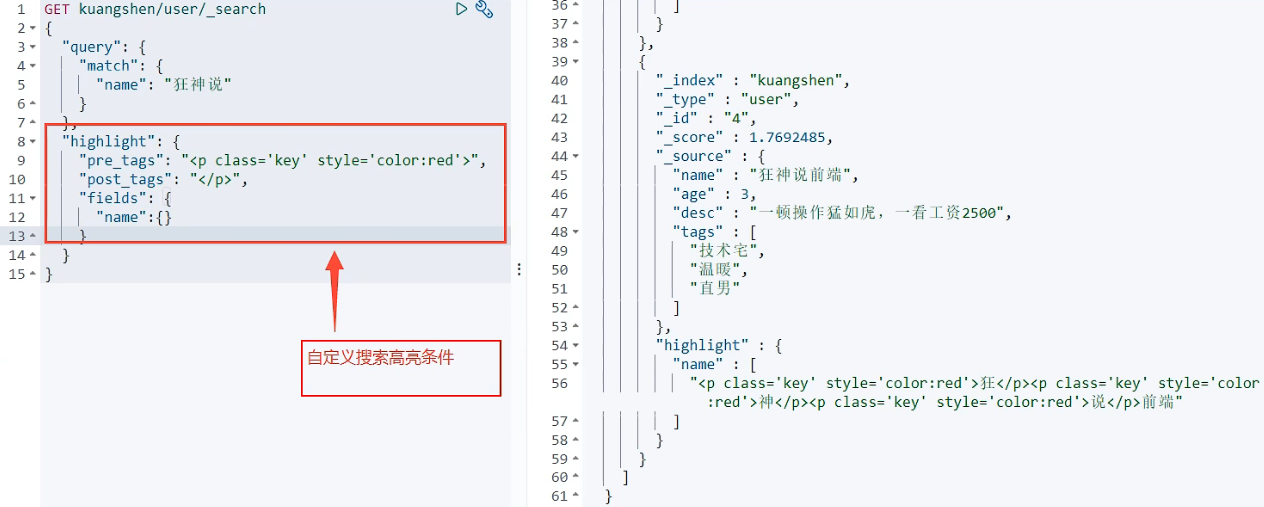 1 GET kuangshen/user/_search
2 {
3 "query": {
4 "match": {
5 "name": "狂神说"
6 }
7 },
8 "highlight": {
9 "pre_tags": "<p class='key' style='color:red'>",
10 "post_tags": "</p>",
11 "fields": {
12 "name":{}
13 }
14 }
15 }
自定义搜索高亮条件
36 ]
37 }
38 },
39 {
40 "_index" : "kuangshen",
41 "_type" : "user",
42 "_id" : "4",
43 "_score" : 1.7692485,
44 "_source" : {
45 "name" : "狂神说前端",
46 "age" : 3,
47 "desc" : "一顿操作猛如虎，一看工资2500",
48 "tags" : [
49 "技术宅",
50 "温暖",
51 "直男"
52 ]
53 },
54 "highlight" : {
55 "name" : [
56 "<p class='key' style='color:red'>狂</p><p class='key' style='color
:red'>神</p><p class='key' style='color:red'>说</p>前端"
57 ]
58 }
59 }
60 ]
61 }